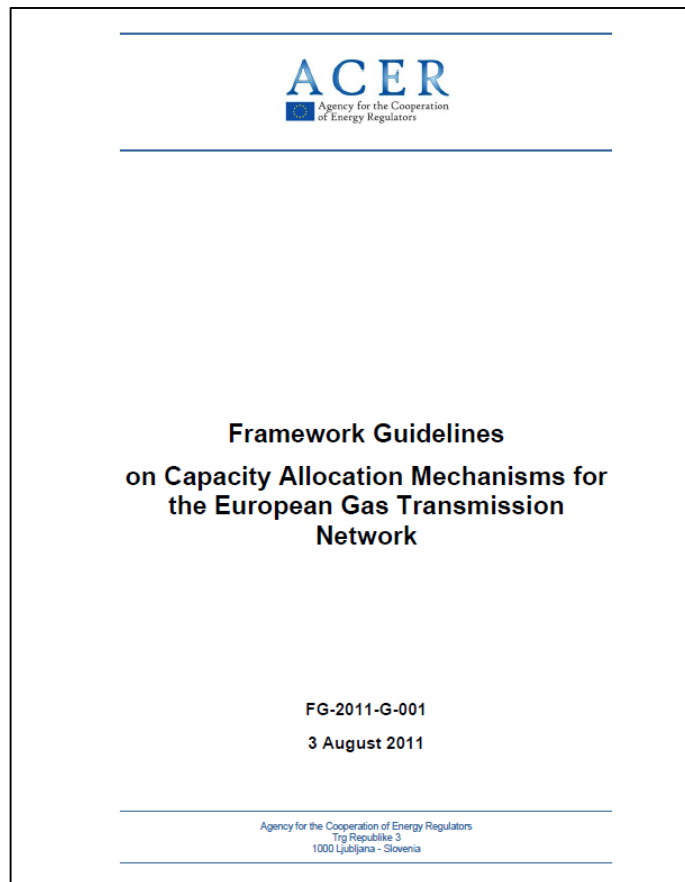 ACER
Agency for the Cooperation
of Energy Regulators
Framework Guidelines
on Capacity Allocation Mechanisms for
the European Gas Transmission
Network
FG-2011-G-001
3 August 2011
Agency for the Cooperation of Energy Regulators
Trg Republike 3
1000 Ljubljana - Slovenia